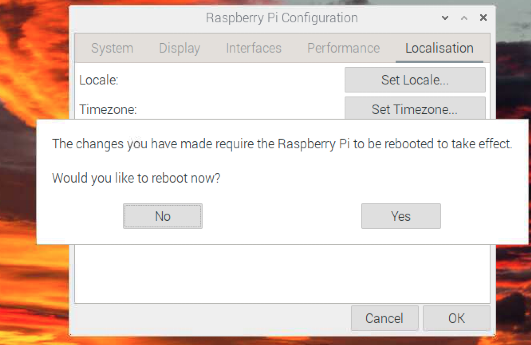 Raspberry Pi Configuration
System Display Interfaces Performance Localisation
Locale: Set Locale...
Timezone: Set Timezone...
The changes you have made require the Raspberry Pi to be rebooted to take effect.
Would you like to reboot now?
No Yes
Cancel OK